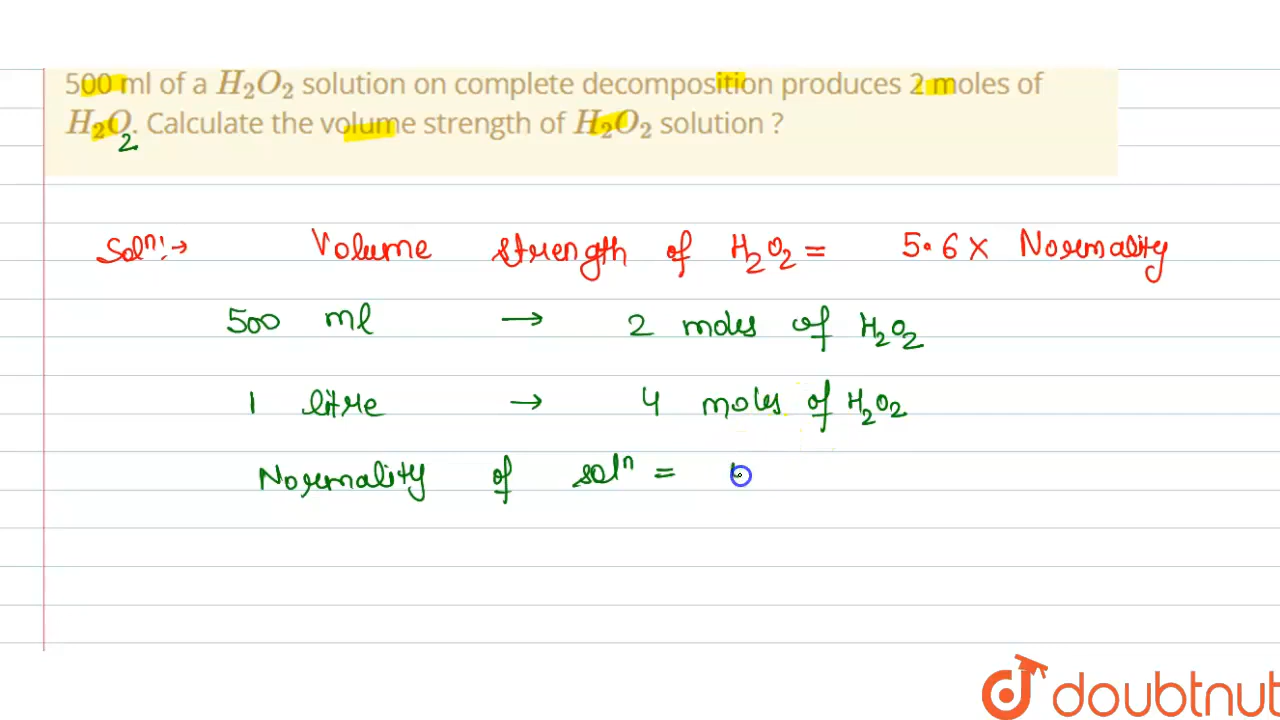 500 ml of a H₂O₂ solution on complete decomposition produces 2 moles of
H₂O₂. Calculate the volume strength of H₂O₂ solution ?
Solⁿ:→ Volume strength of H₂O₂ = 5.6 × Normality
500 ml → 2 moles of H₂O₂
1 litre → 4 moles of H₂O₂
Normality of solⁿ =
doubtnut